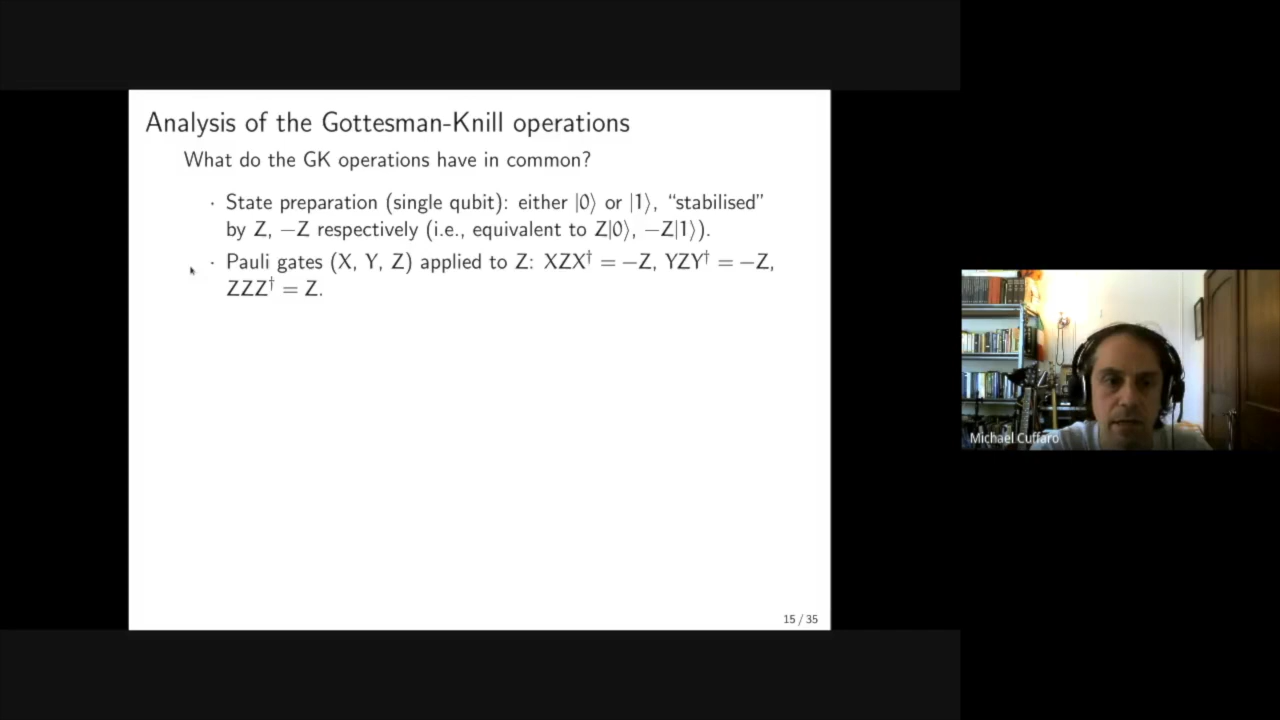 Analysis of the Gottesman-Knill operations
What do the GK operations have in common?
· State preparation (single qubit): either |0⟩ or |1⟩, “stabilised”
by Z, −Z respectively (i.e., equivalent to Z|0⟩, −Z|1⟩).
· Pauli gates (X, Y, Z) applied to Z: XZX† = −Z, YZY† = −Z,
ZZZ† = Z.
Michael Cuffaro
15 / 35